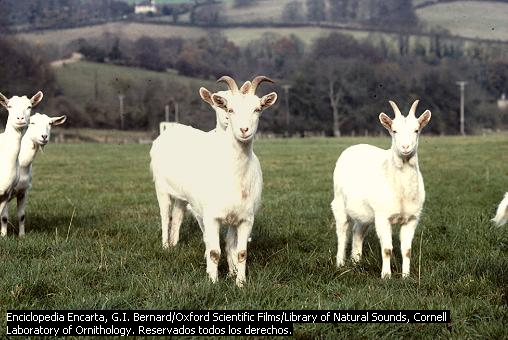 Enciclopedia Encarta, G.I. Bernard/Oxford Scientific Films/Library of Natural Sounds, Cornell
Laboratory of Ornithology. Reservados todos los derechos.